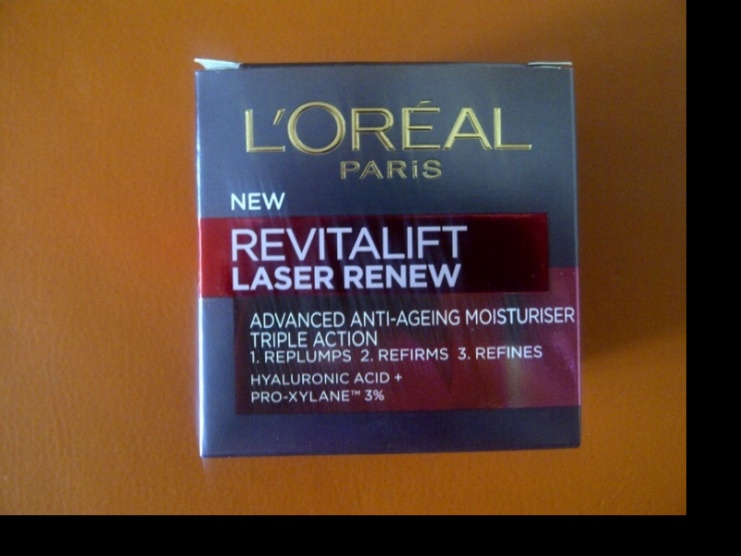 L'ORÉAL
PARiS
NEW
REVITALIFT
LASER RENEW
ADVANCED ANTI-AGEING MOISTURISER
TRIPLE ACTION
1. REPLUMPS 2. REFIRMS 3. REFINES
HYALURONIC ACID +
PRO-XYLANE™ 3%